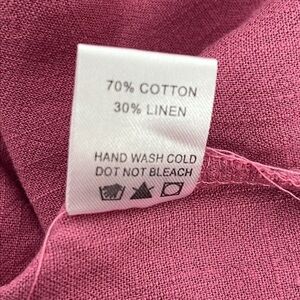 70% COTTON
30% LINEN
HAND WASH COLD
DOT NOT BLEACH